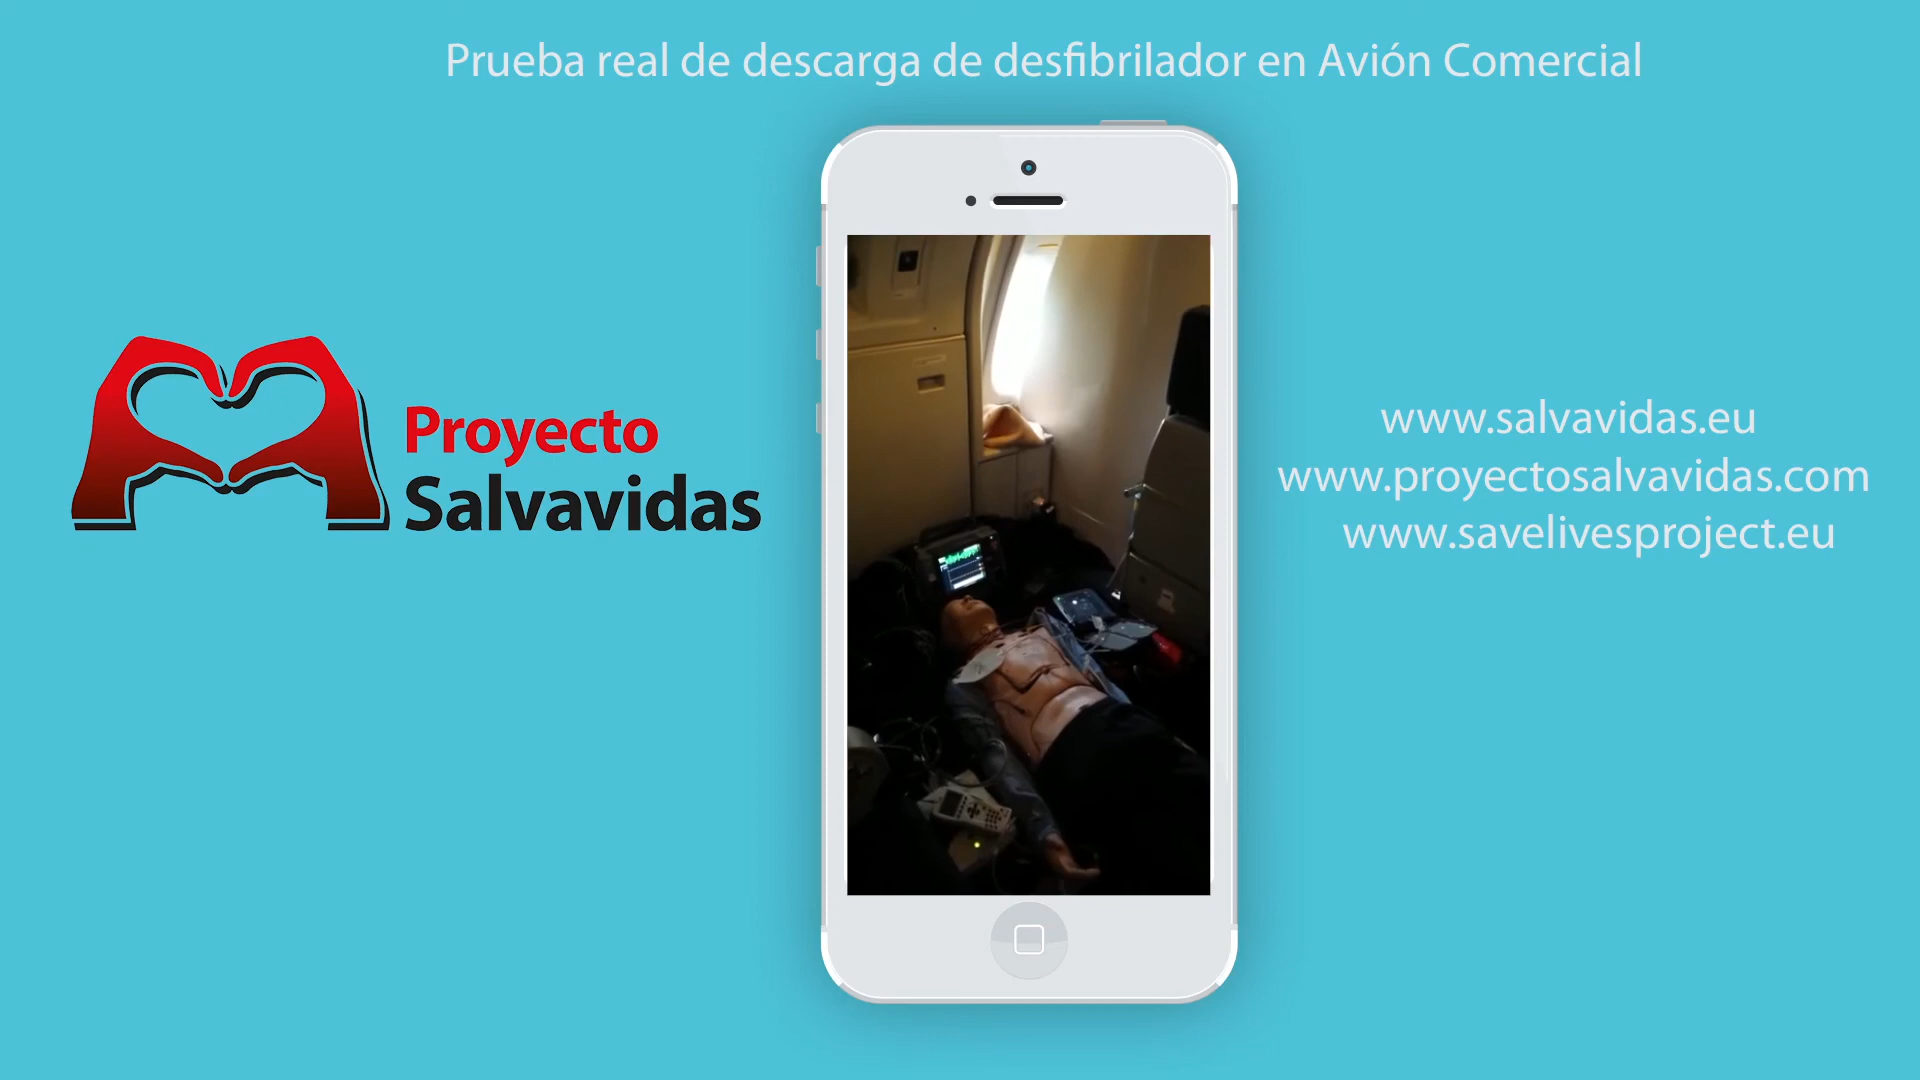 Prueba real de descarga de desfibrilador en Avión Comercial
Proyecto
Salvavidas
www.salvavidas.eu
www.proyectosalvavidas.com
www.savelivesproject.eu